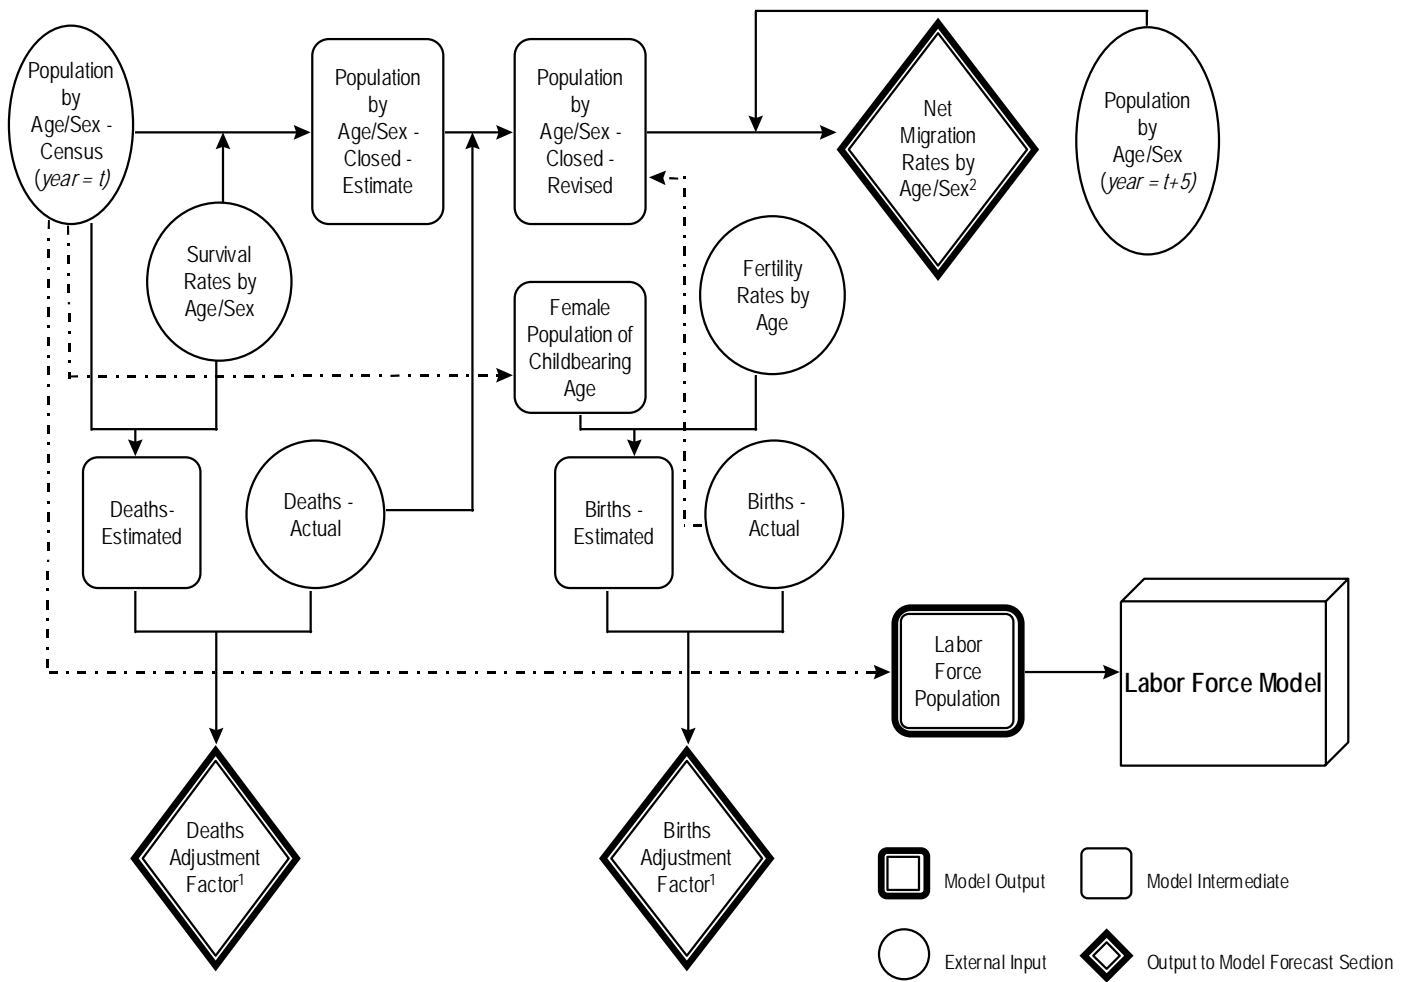 Population
by
Age/Sex -
Census
(year = t)
Population
by
Age/Sex -
Closed -
Estimate
Population
by
Age/Sex -
Closed -
Revised
Net
Migration
Rates by
Age/Sex²
Population
by
Age/Sex
(year = t+5)
Survival
Rates by
Age/Sex
Female
Population of
Childbearing
Age
Fertility
Rates by
Age
Deaths-
Estimated
Deaths -
Actual
Births -
Estimated
Births -
Actual
Labor
Force
Population
Labor Force Model
Deaths
Adjustment
Factor¹
Births
Adjustment
Factor¹
Model Output
Model Intermediate
External Input
Output to Model Forecast Section